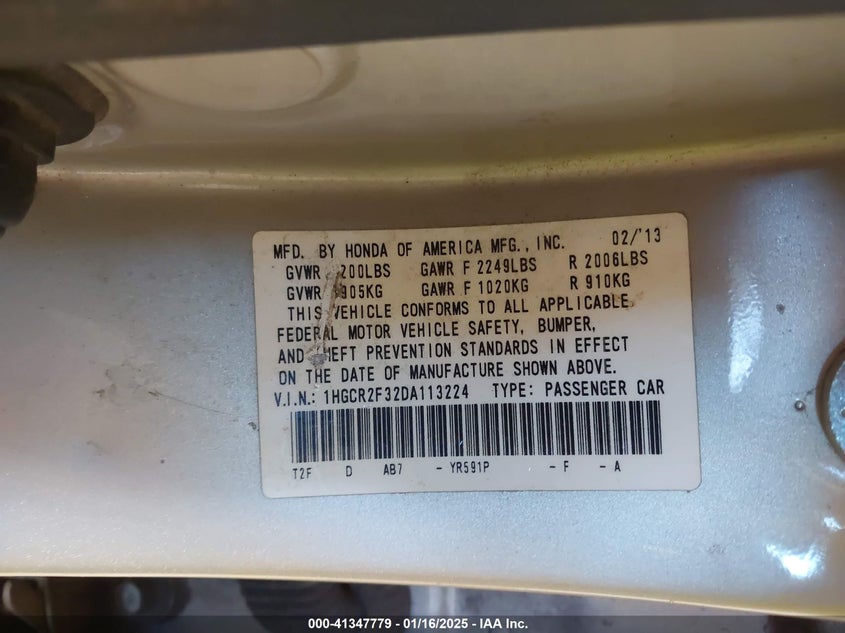 MFD. BY HONDA OF AMERICA MFG., INC. 02/'13
GVWR 200LBS GAWR F 2249LBS R 2006LBS
GVWR 905KG GAWR F 1020KG R 910KG
THIS VEHICLE CONFORMS TO ALL APPLICABLE
FEDERAL MOTOR VEHICLE SAFETY, BUMPER,
AND THEFT PREVENTION STANDARDS IN EFFECT
ON THE DATE OF MANUFACTURE SHOWN ABOVE.
V.I.N.: 1HGCR2F32DA113224 TYPE: PASSENGER CAR
T2F D AB7 - YR591P - F - A
000-41347779 - 01/16/2025 - IAA Inc.